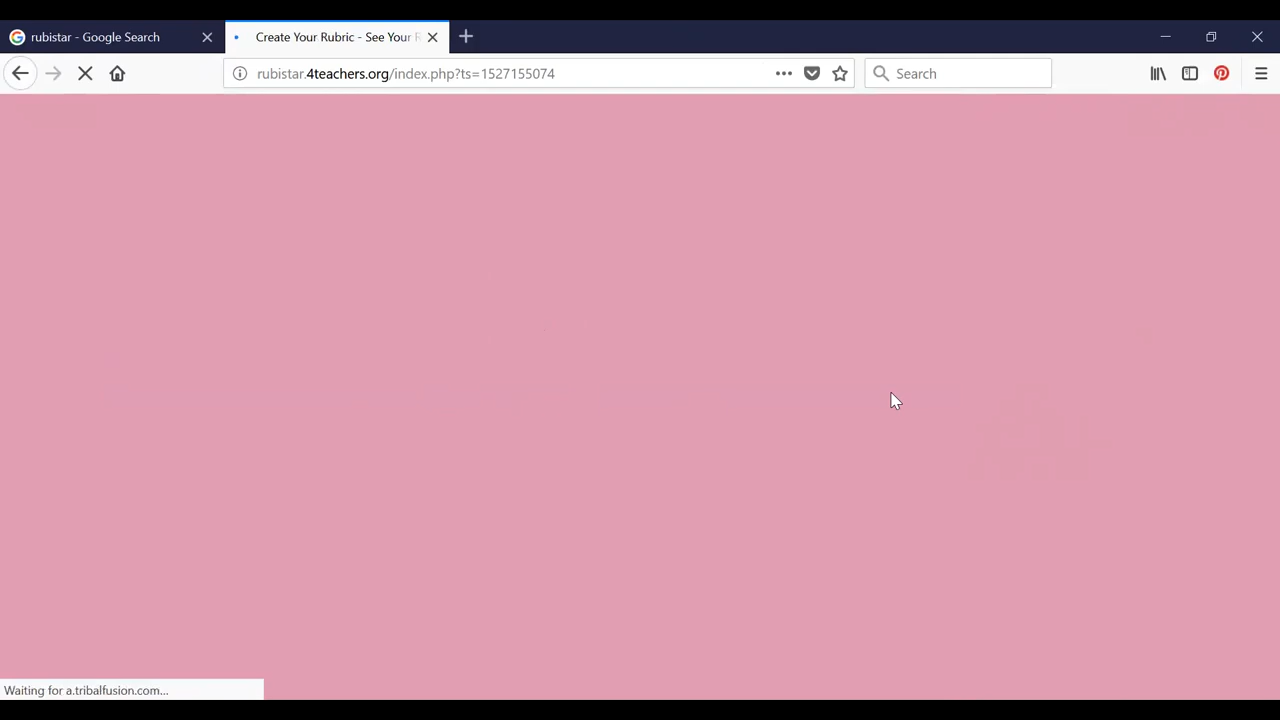 rubistar - Google Search
Create Your Rubric - See Your R
rubistar.4teachers.org/index.php?ts=1527155074
Search
Waiting for a.tribalfusion.com...